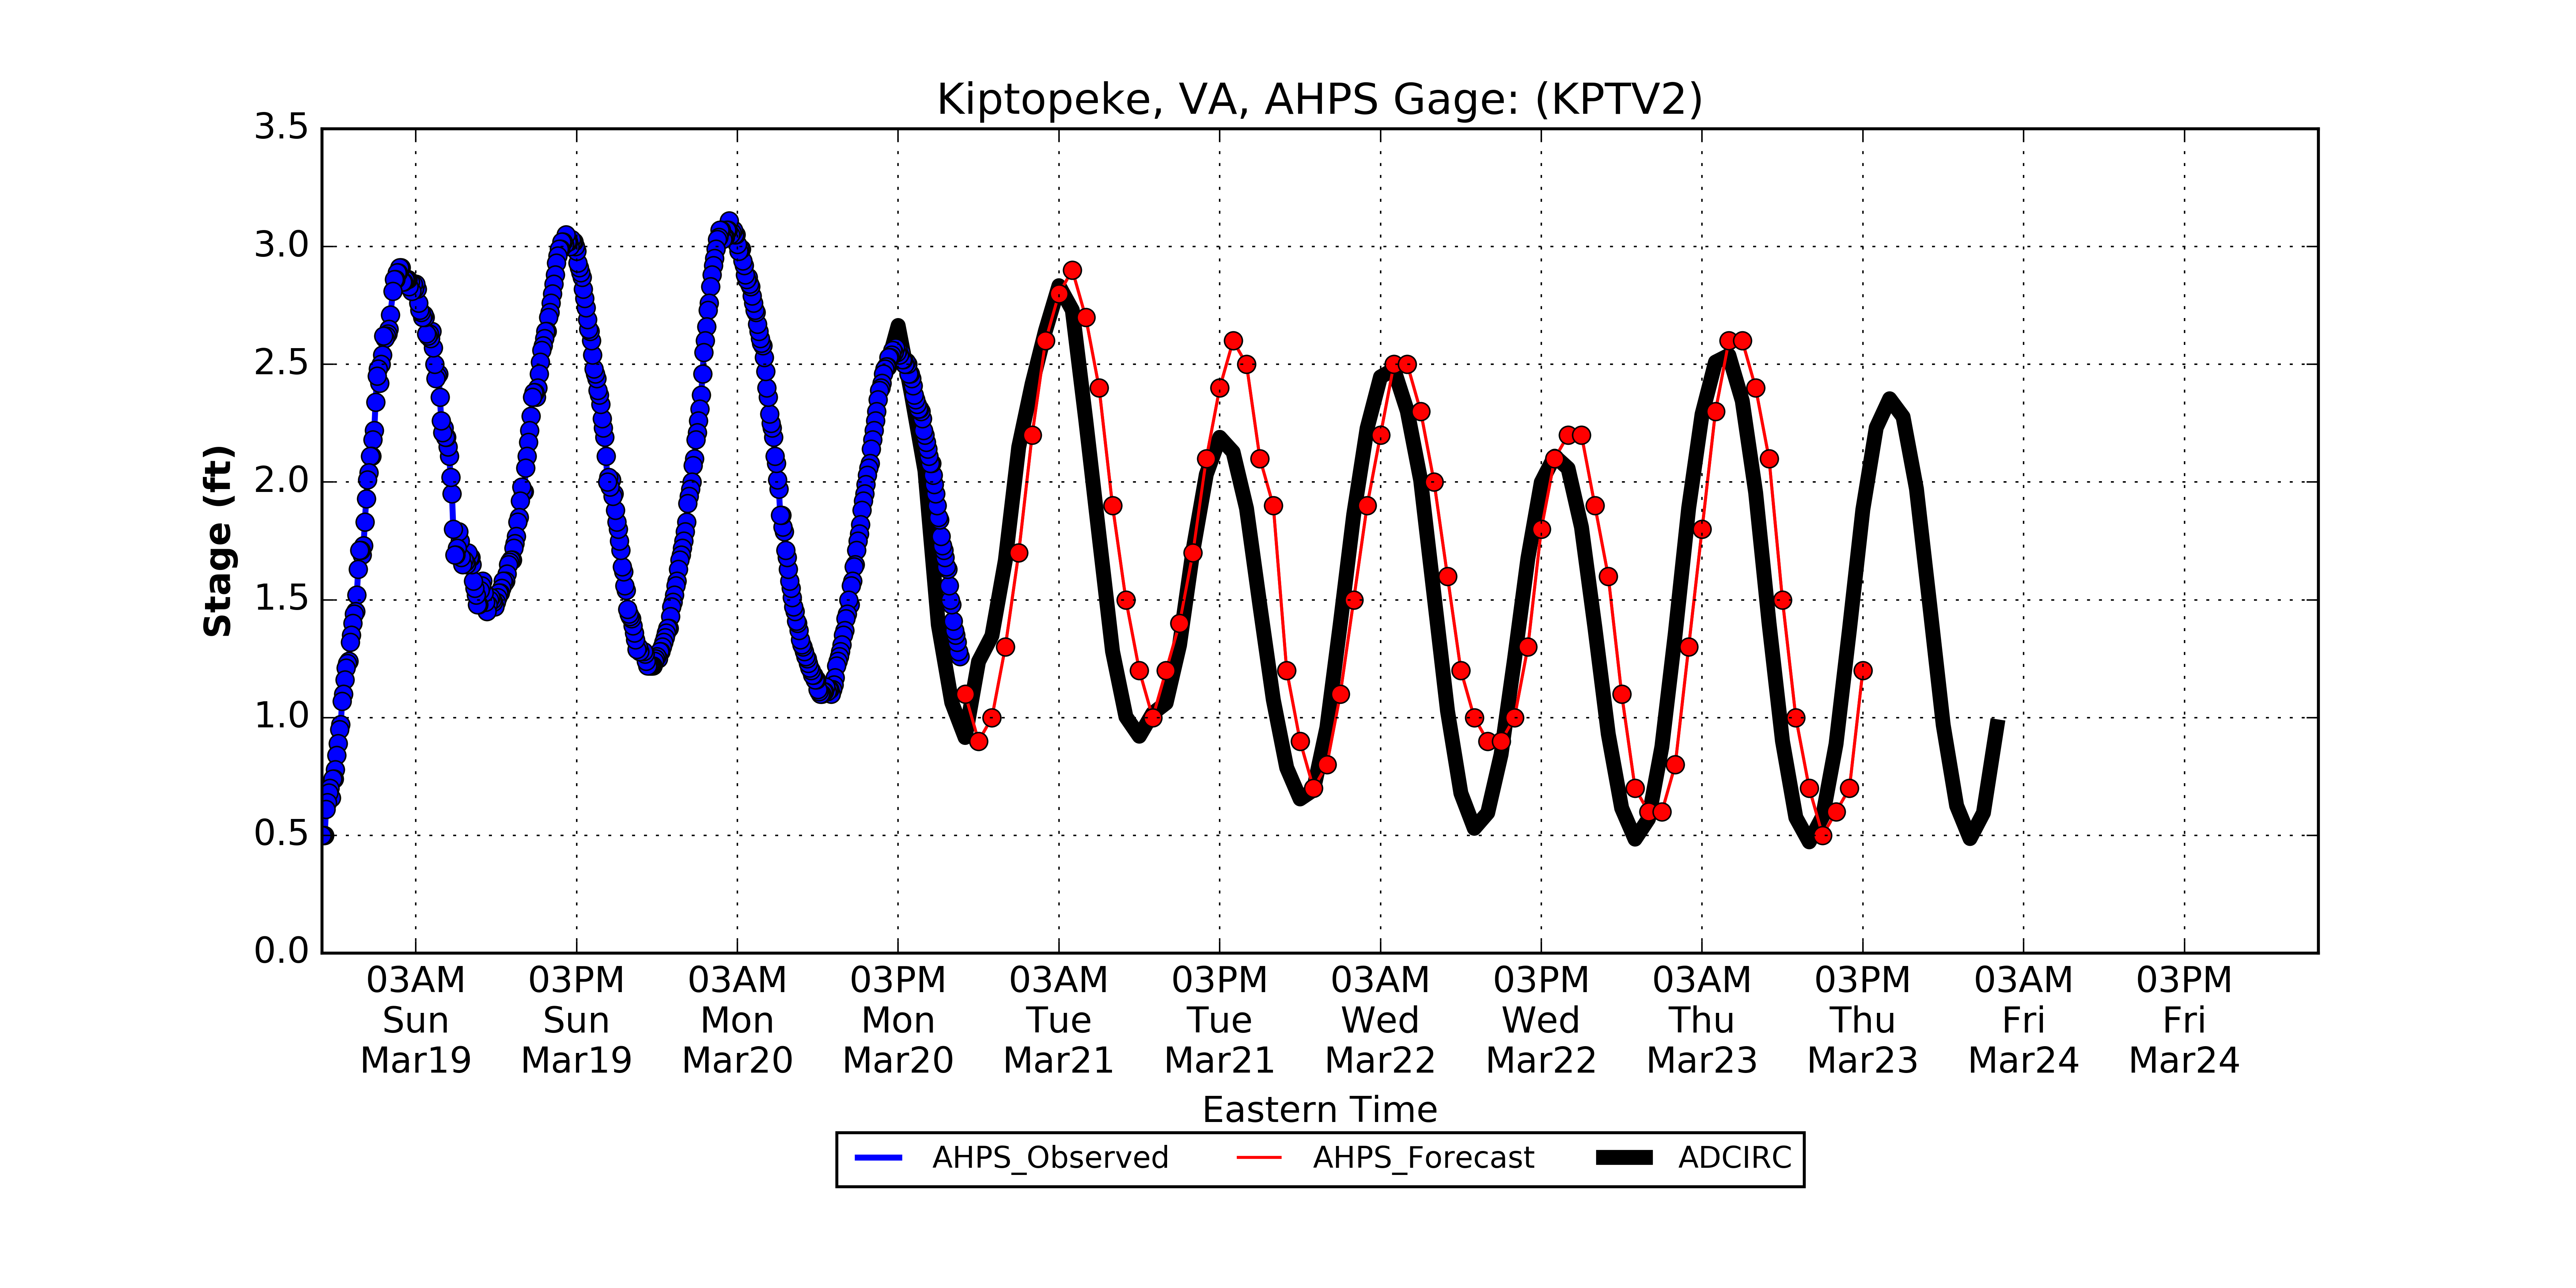 Kiptopeke, VA, AHPS Gage: (KPTV2)
3.5
3.0
2.5
2.0
1.5
1.0
0.5
0.0
Stage (ft)
03AM 03PM 03AM 03PM 03AM 03PM 03AM 03PM 03AM 03PM 03AM 03PM
Sun Sun Mon Mon Tue Tue Wed Wed Thu Thu Fri Fri
Mar19 Mar19 Mar20 Mar20 Mar21 Mar21 Mar22 Mar22 Mar23 Mar23 Mar24 Mar24
Eastern Time
AHPS_Observed AHPS_Forecast ADCIRC